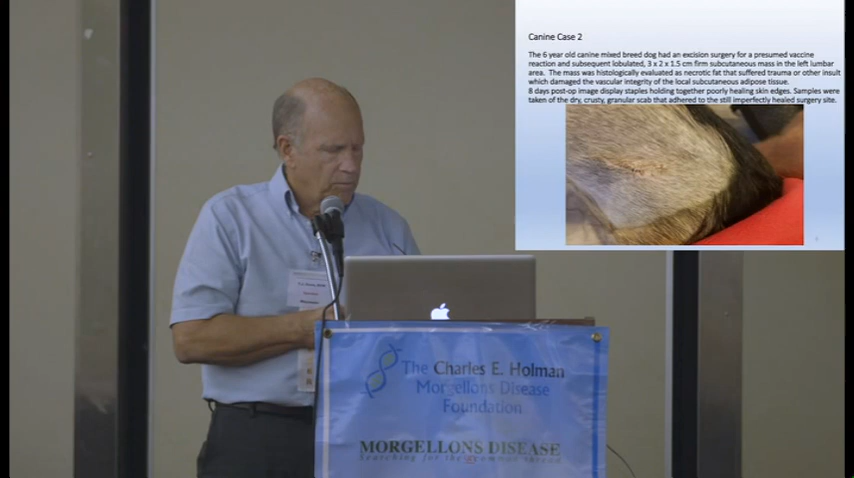 Canine Case 2
The 6 year old canine mixed breed dog had an excision surgery for a presumed vaccine
reaction and subsequent lobulated, 3 x 2 x 1.5 cm firm subcutaneous mass in the left lumbar
area. The mass was histologically evaluated as necrotic fat that suffered trauma or other insult
which damaged the vascular integrity of the local subcutaneous adipose tissue.
8 days post-op image display staples holding together poorly healing skin edges. Samples were
taken of the dry, crusty, granular scab that adhered to the still imperfectly healed surgery site.
The Charles E. Holman
Morgellons Disease
Foundation
MORGELLONS DISEASE
Searching for the common thread